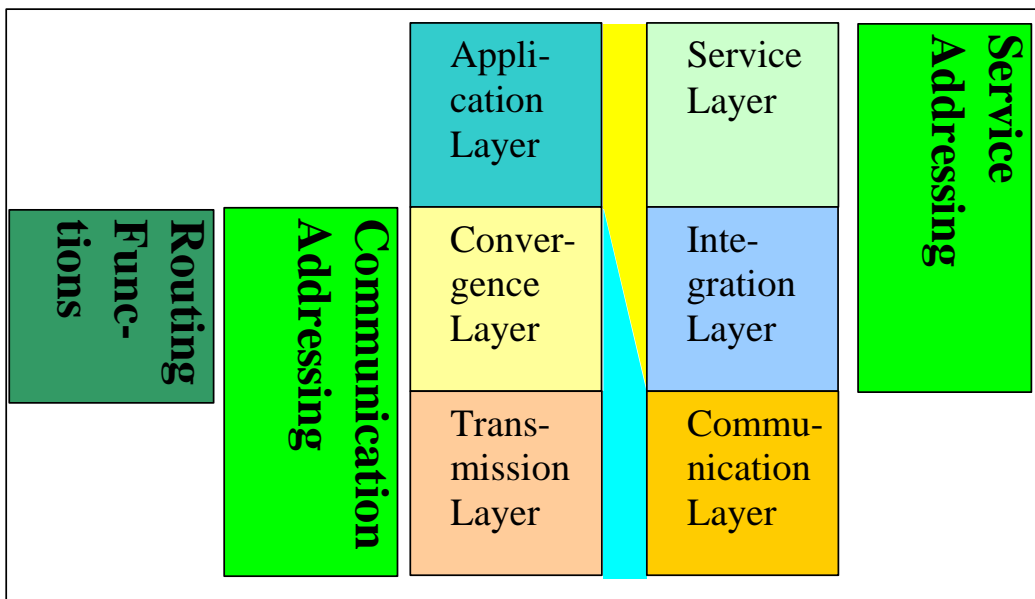 Routing
Func-
tions
Communication
Addressing
Appli-
cation
Layer
Conver-
gence
Layer
Trans-
mission
Layer
Service
Layer
Inte-
gration
Layer
Commu-
nication
Layer
Service
Addressing